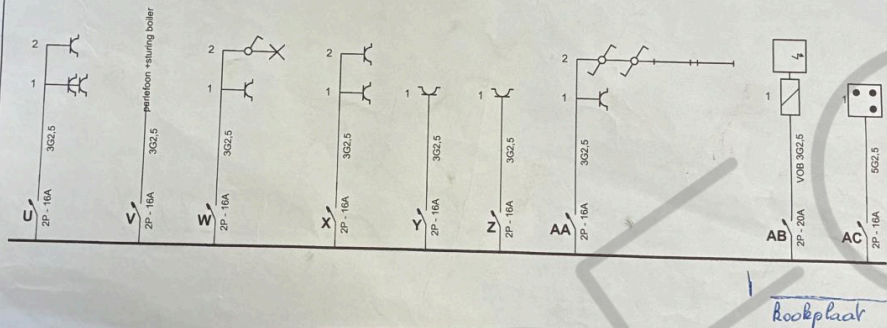 2
1
3G2,5
2P - 16A
U
perlefoon +sturing boiler
3G2,5
2P - 16A
V
2
1
3G2,5
2P - 16A
W
2
1
3G2,5
2P - 16A
X
1
3G2,5
2P - 16A
Y
1
3G2,5
2P - 16A
Z
2
1
3G2,5
2P - 16A
AA
1
VOB 3G2,5
2P - 20A
AB
1
5G2,5
2P - 16A
AC
kookplaat